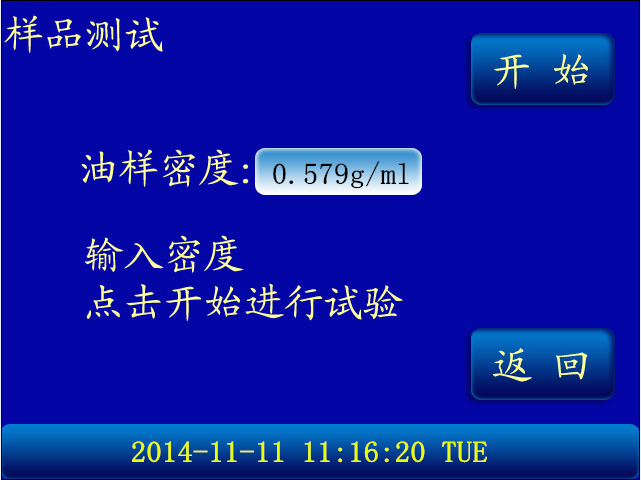 样品测试
开 始
油样密度: 0.579g/ml
输入密度
点击开始进行试验
返 回
2014-11-11 11:16:20 TUE